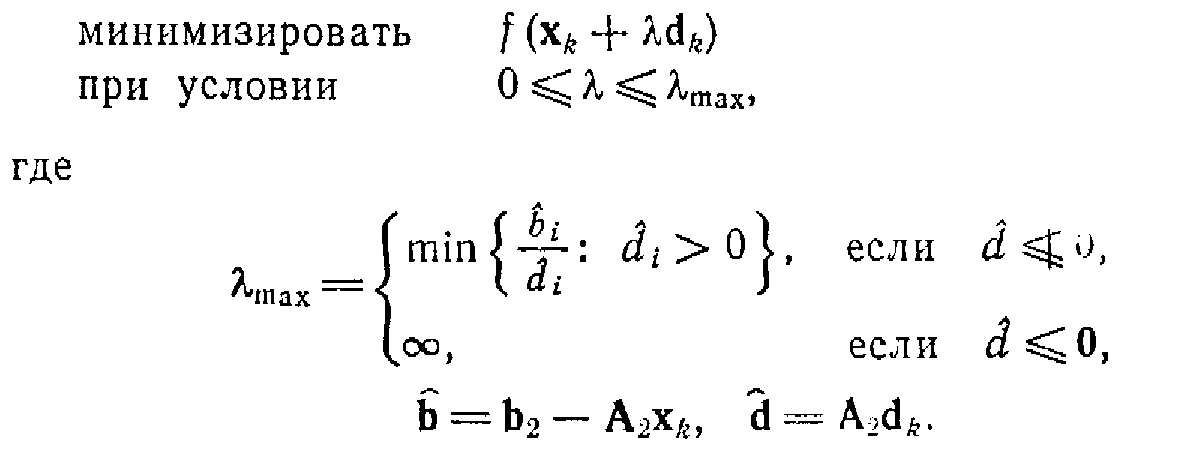 минимизировать f (x_k + λd_k)
при условии 0 ⩽ λ ⩽ λ_max,
где
λ_max = { min { b̂_i / d̂_i : d̂_i > 0 }, если d̂ ⩽̸ 0,
∞, если d̂ ⩽ 0,
b̂ = b_2 — A_2x_k, d̂ = A_2d_k.